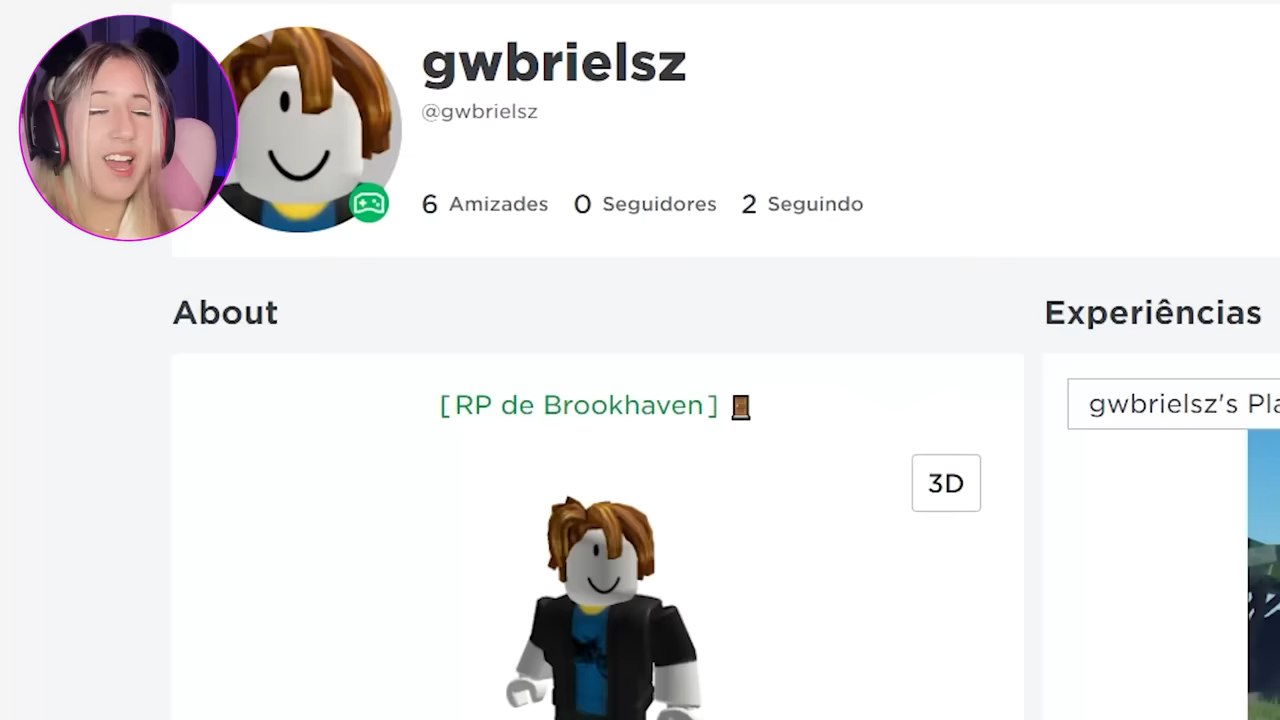 gwbrielsz
@gwbrielsz
6 Amizades 0 Seguidores 2 Seguindo
About
Experiências
[RP de Brookhaven]
gwbrielsz's Pla
3D